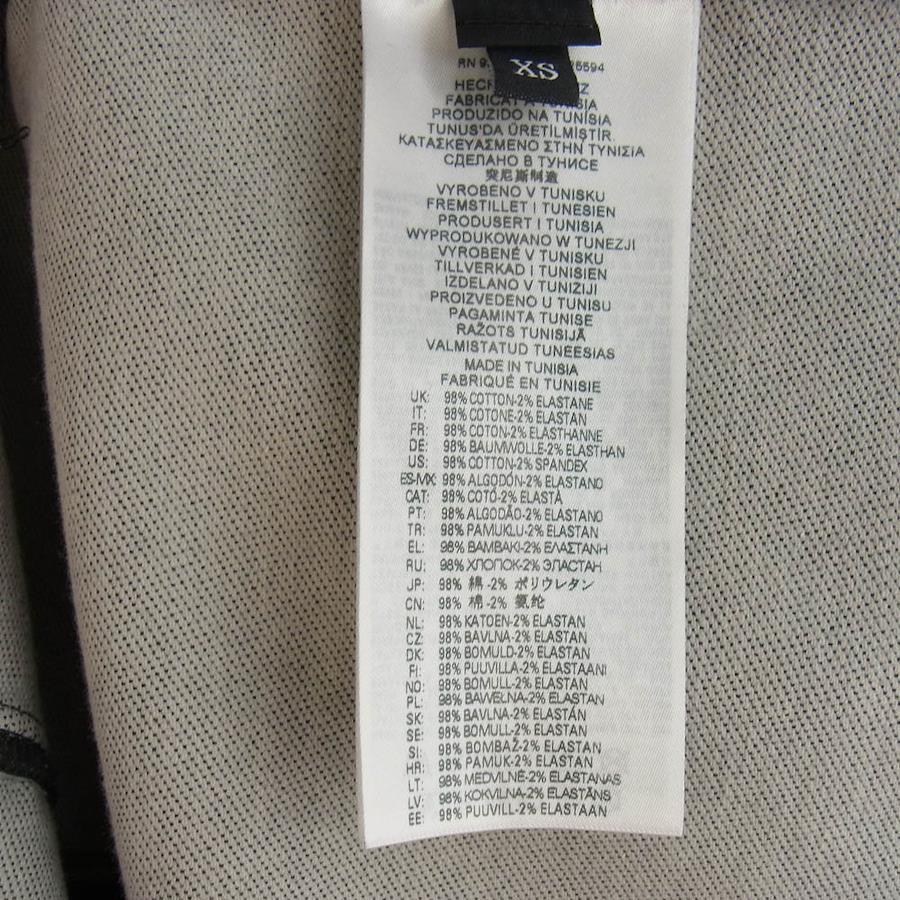 XS
RN 9 5594
HEC Z
FABRICAT A TUNÍSIA
PRODUZIDO NA TUNÍSIA
TUNUS'DA ÜRETİLMİŞTİR.
ΚΑΤΑΣΚΕΥΑΣΜΕΝΟ ΣΤΗΝ ΤΥΝΙΣΙΑ
СДЕЛАНО В ТУНИСЕ
突尼斯制造
VYROBENO V TUNISKU
FREMSTILLET I TUNESIEN
PRODUSERT I TUNISIA
WYPRODUKOWANO W TUNEZJI
VYROBENÉ V TUNISKU
TILLVERKAD I TUNISIEN
IZDELANO V TUNIZIJI
PROIZVEDENO U TUNISU
PAGAMINTA TUNISE
RAŽOTS TUNISIJĀ
VALMISTATUD TUNEESIAS
MADE IN TUNISIA
FABRIQUÉ EN TUNISIE
UK: 98% COTTON-2% ELASTANE
IT: 98% COTONE-2% ELASTAN
FR: 98% COTON-2% ELASTHANNE
DE: 98% BAUMWOLLE-2% ELASTHAN
US: 98% COTTON-2% SPANDEX
ES-MX: 98% ALGODÓN-2% ELASTANO
CAT: 98% COTÓ-2% ELASTÀ
PT: 98% ALGODÃO-2% ELASTANO
TR: 98% PAMUKLU-2% ELASTAN
EL: 98% ΒΑΜΒΑΚΙ-2% ΕΛΑΣΤΑΝΗ
RU: 98% ХЛОПОК-2% ЭЛАСТАН
JP: 98% 綿 -2% ポリウレタン
CN: 98% 棉 -2% 氨纶
NL: 98% KATOEN-2% ELASTAN
CZ: 98% BAVLNA-2% ELASTAN
DK: 98% BOMULD-2% ELASTAN
FI: 98% PUUVILLA-2% ELASTAANI
NO: 98% BOMULL-2% ELASTAN
PL: 98% BAWEŁNA-2% ELASTAN
SK: 98% BAVLNA-2% ELASTÁN
SE: 98% BOMULL-2% ELASTAN
SI: 98% BOMBAŽ-2% ELASTAN
HR: 98% PAMUK-2% ELASTAN
LT: 98% MEDVILNĖ-2% ELASTANAS
LV: 98% KOKVILNA-2% ELASTĀNS
EE: 98% PUUVILL-2% ELASTAAN